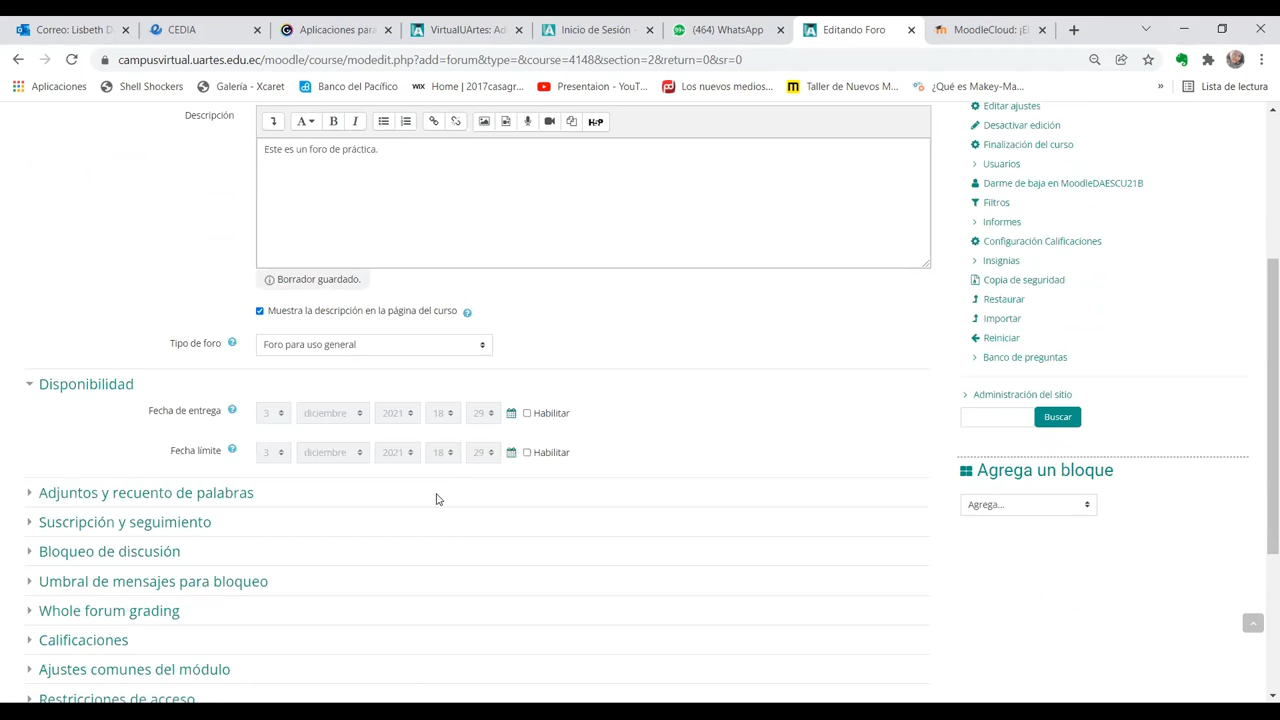 Correo: Lisbeth D
CEDIA
Aplicaciones para
VirtualUArtes: Ad
Inicio de Sesión
(464) WhatsApp
Editando Foro
MoodleCloud: ¡El
campusvirtual.uartes.edu.ec/moodle/course/modedit.php?add=forum&type=&course=4148&section=2&return=0&sr=0
Aplicaciones
Shell Shockers
Galería - Xcaret
Banco del Pacífico
WIX Home | 2017casagr...
Presentaion - YouT...
Los nuevos medios...
Taller de Nuevos M...
¿Qué es Makey-Ma...
»
Lista de lectura
Descripción
A B I H-P
Este es un foro de práctica.
Borrador guardado.
Muestra la descripción en la página del curso
Tipo de foro
Foro para uso general
Disponibilidad
Fecha de entrega
3 diciembre 2021 18 29 Habilitar
Fecha límite
3 diciembre 2021 18 29 Habilitar
Adjuntos y recuento de palabras
Suscripción y seguimiento
Bloqueo de discusión
Umbral de mensajes para bloqueo
Whole forum grading
Calificaciones
Ajustes comunes del módulo
Restricciones de acceso
Editar ajustes
Desactivar edición
Finalización del curso
Usuarios
Darme de baja en MoodleDAESCU21B
Filtros
Informes
Configuración Calificaciones
Insignias
Copia de seguridad
Restaurar
Importar
Reiniciar
Banco de preguntas
Administración del sitio
Buscar
Agrega un bloque
Agrega...